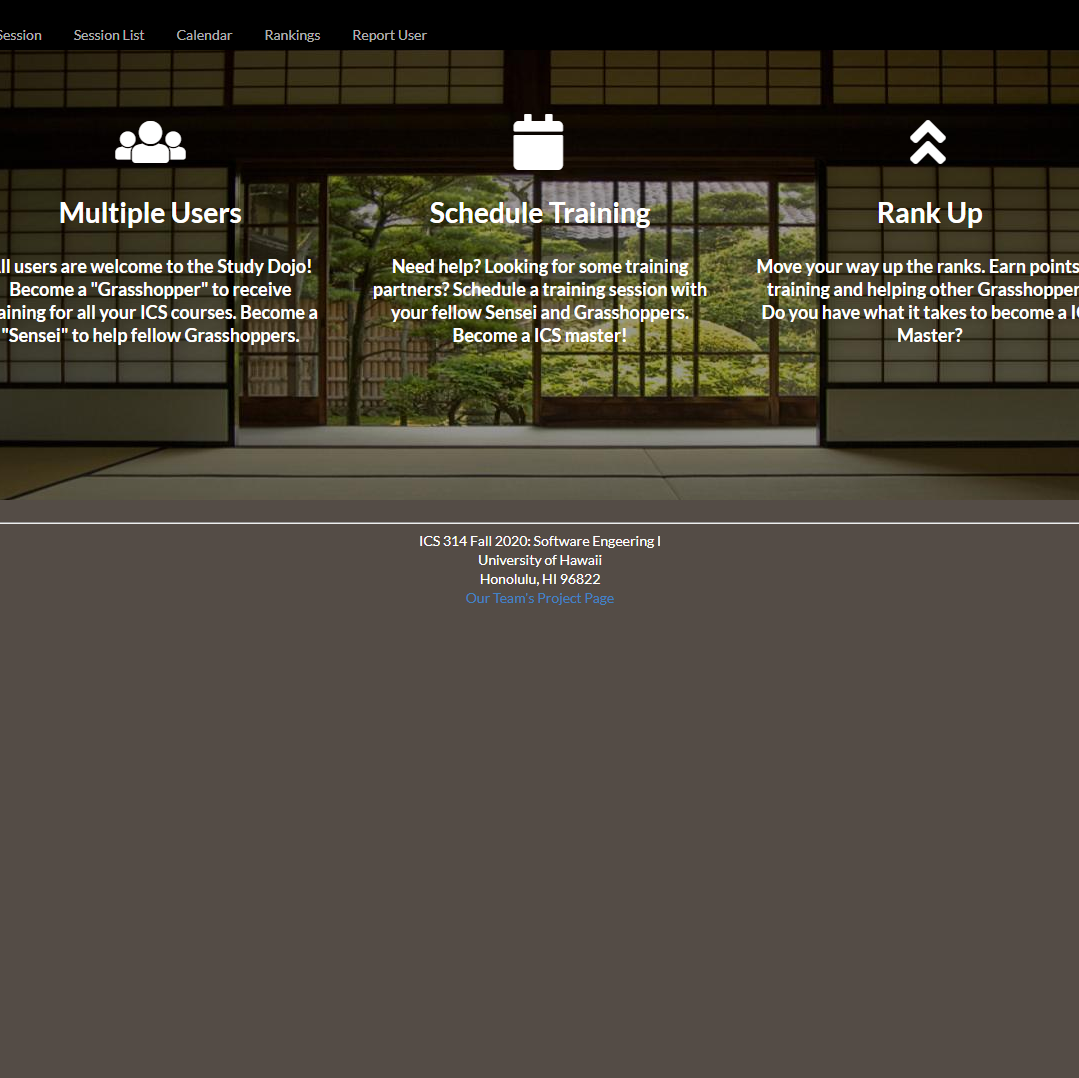 Session Session List Calendar Rankings Report User
Multiple Users
ll users are welcome to the Study Dojo!
Become a "Grasshopper" to receive
aining for all your ICS courses. Become a
"Sensei" to help fellow Grasshoppers.
Schedule Training
Need help? Looking for some training
partners? Schedule a training session with
your fellow Sensei and Grasshoppers.
Become a ICS master!
Rank Up
Move your way up the ranks. Earn points
training and helping other Grasshopper
Do you have what it takes to become a I
Master?
ICS 314 Fall 2020: Software Engeering I
University of Hawaii
Honolulu, HI 96822
Our Team's Project Page